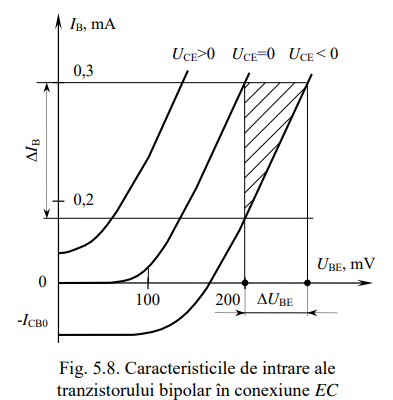 I_B, mA
U_CE>0 U_CE=0 U_CE < 0
0,3
ΔI_B
0,2
U_BE, mV
0
100 200 ΔU_BE
-I_CB0
Fig. 5.8. Caracteristicile de intrare ale
tranzistorului bipolar în conexiune EC